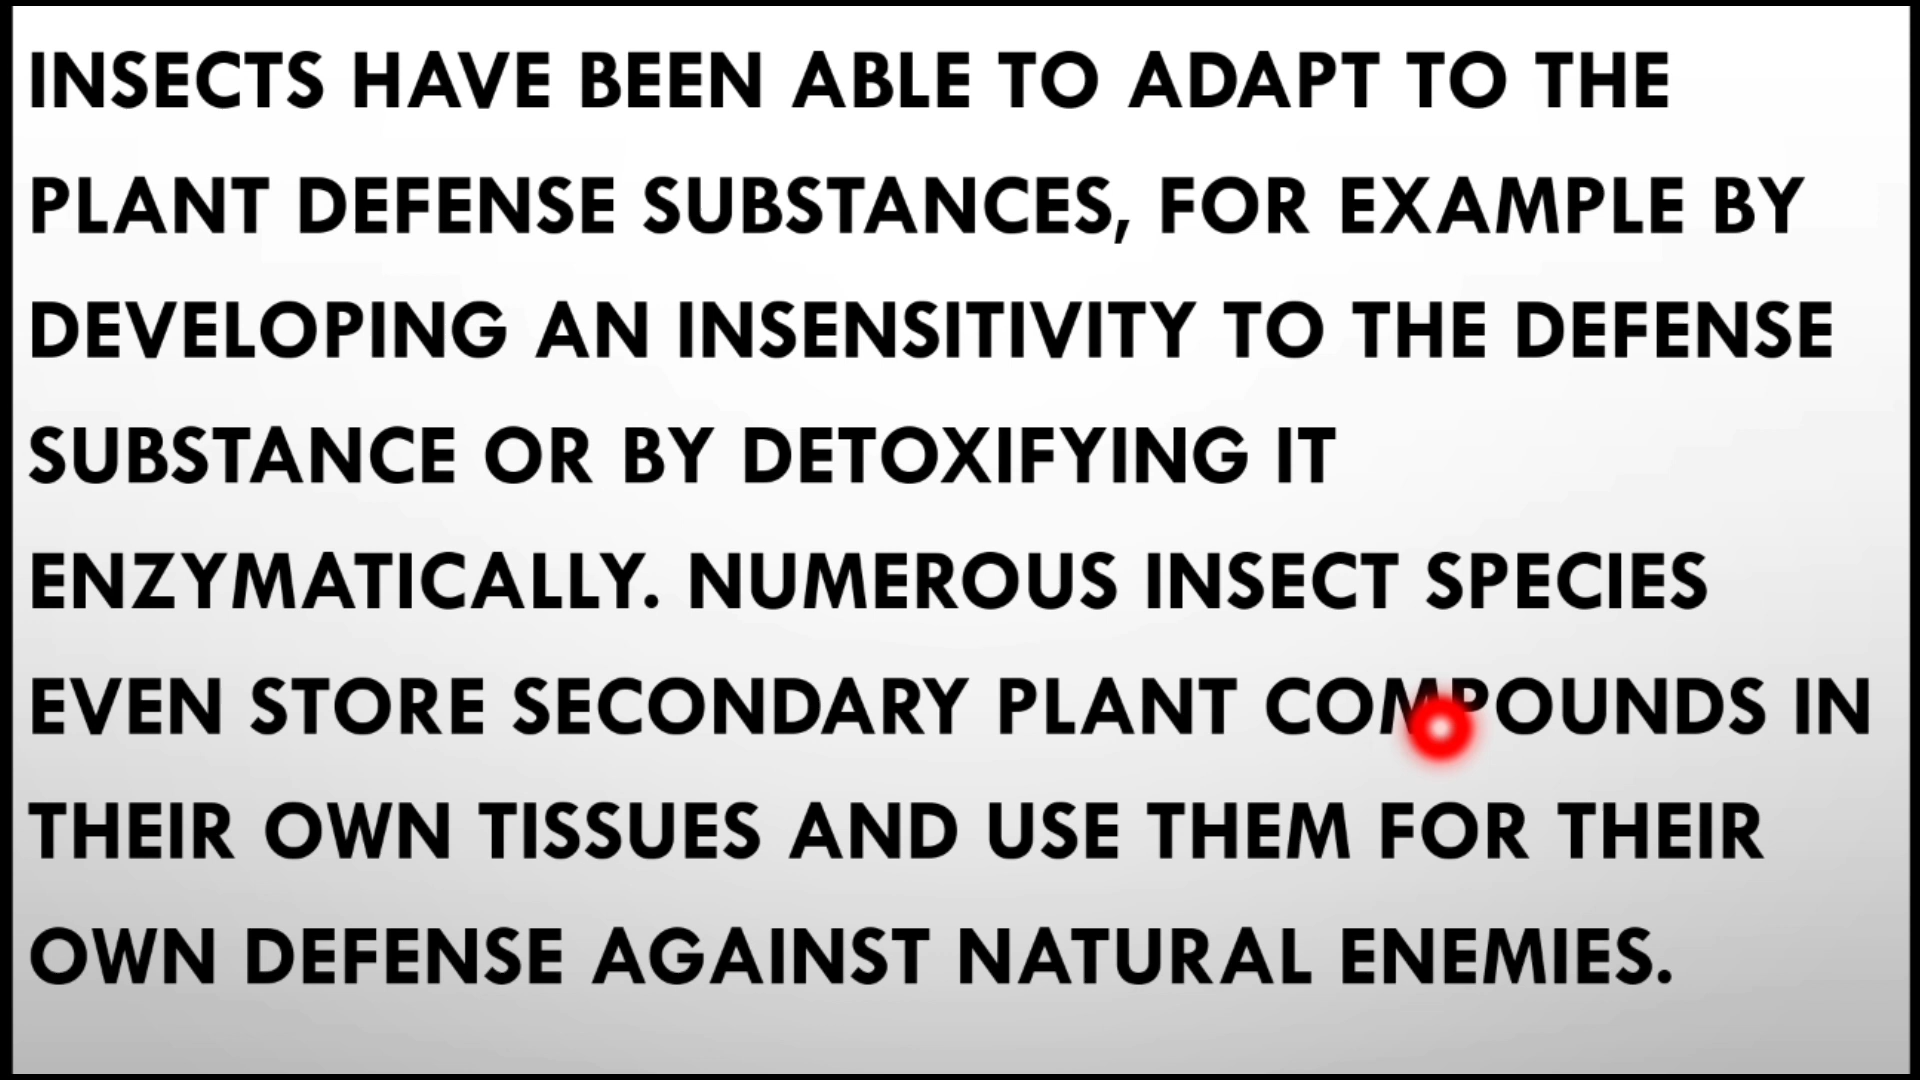 INSECTS HAVE BEEN ABLE TO ADAPT TO THE
PLANT DEFENSE SUBSTANCES, FOR EXAMPLE BY
DEVELOPING AN INSENSITIVITY TO THE DEFENSE
SUBSTANCE OR BY DETOXIFYING IT
ENZYMATICALLY. NUMEROUS INSECT SPECIES
EVEN STORE SECONDARY PLANT COMPOUNDS IN
THEIR OWN TISSUES AND USE THEM FOR THEIR
OWN DEFENSE AGAINST NATURAL ENEMIES.